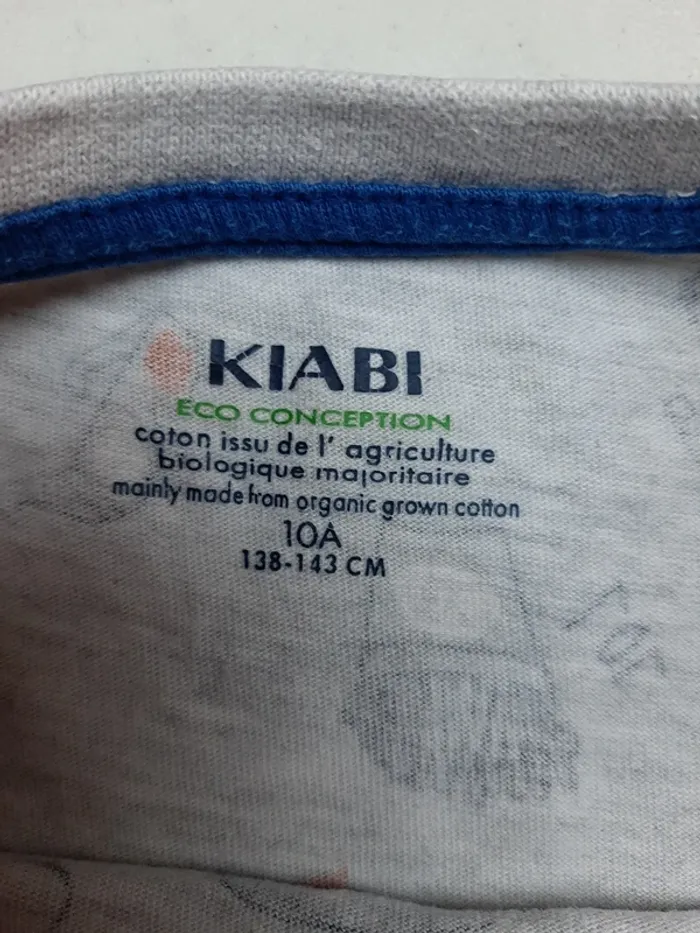 KIABI
ECO CONCEPTION
coton issu de l' agriculture
biologique majoritaire
mainly made from organic grown cotton
10A
138-143 CM